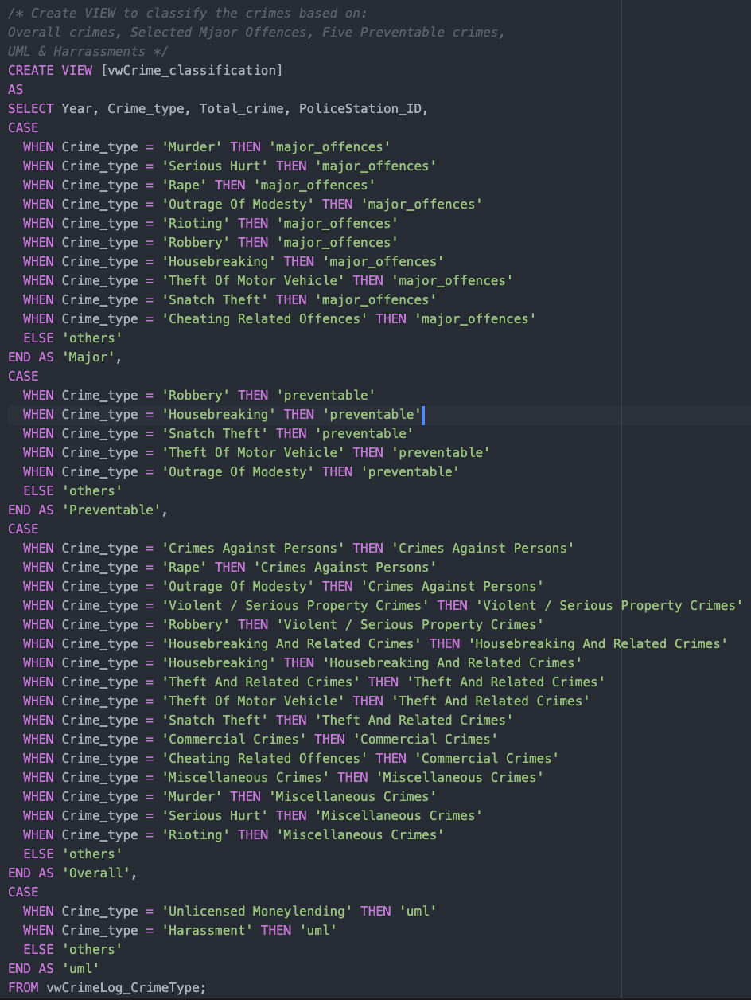 /* Create VIEW to classify the crimes based on:
Overall crimes, Selected Mjaor Offences, Five Preventable crimes,
UML & Harrassments */
CREATE VIEW [vwCrime_classification]
AS
SELECT Year, Crime_type, Total_crime, PoliceStation_ID,
CASE
  WHEN Crime_type = 'Murder' THEN 'major_offences'
  WHEN Crime_type = 'Serious Hurt' THEN 'major_offences'
  WHEN Crime_type = 'Rape' THEN 'major_offences'
  WHEN Crime_type = 'Outrage Of Modesty' THEN 'major_offences'
  WHEN Crime_type = 'Rioting' THEN 'major_offences'
  WHEN Crime_type = 'Robbery' THEN 'major_offences'
  WHEN Crime_type = 'Housebreaking' THEN 'major_offences'
  WHEN Crime_type = 'Theft Of Motor Vehicle' THEN 'major_offences'
  WHEN Crime_type = 'Snatch Theft' THEN 'major_offences'
  WHEN Crime_type = 'Cheating Related Offences' THEN 'major_offences'
  ELSE 'others'
END AS 'Major',
CASE
  WHEN Crime_type = 'Robbery' THEN 'preventable'
  WHEN Crime_type = 'Housebreaking' THEN 'preventable'
  WHEN Crime_type = 'Snatch Theft' THEN 'preventable'
  WHEN Crime_type = 'Theft Of Motor Vehicle' THEN 'preventable'
  WHEN Crime_type = 'Outrage Of Modesty' THEN 'preventable'
  ELSE 'others'
END AS 'Preventable',
CASE
  WHEN Crime_type = 'Crimes Against Persons' THEN 'Crimes Against Persons'
  WHEN Crime_type = 'Rape' THEN 'Crimes Against Persons'
  WHEN Crime_type = 'Outrage Of Modesty' THEN 'Crimes Against Persons'
  WHEN Crime_type = 'Violent / Serious Property Crimes' THEN 'Violent / Serious Property Crimes'
  WHEN Crime_type = 'Robbery' THEN 'Violent / Serious Property Crimes'
  WHEN Crime_type = 'Housebreaking And Related Crimes' THEN 'Housebreaking And Related Crimes'
  WHEN Crime_type = 'Housebreaking' THEN 'Housebreaking And Related Crimes'
  WHEN Crime_type = 'Theft And Related Crimes' THEN 'Theft And Related Crimes'
  WHEN Crime_type = 'Theft Of Motor Vehicle' THEN 'Theft And Related Crimes'
  WHEN Crime_type = 'Snatch Theft' THEN 'Theft And Related Crimes'
  WHEN Crime_type = 'Commercial Crimes' THEN 'Commercial Crimes'
  WHEN Crime_type = 'Cheating Related Offences' THEN 'Commercial Crimes'
  WHEN Crime_type = 'Miscellaneous Crimes' THEN 'Miscellaneous Crimes'
  WHEN Crime_type = 'Murder' THEN 'Miscellaneous Crimes'
  WHEN Crime_type = 'Serious Hurt' THEN 'Miscellaneous Crimes'
  WHEN Crime_type = 'Rioting' THEN 'Miscellaneous Crimes'
  ELSE 'others'
END AS 'Overall',
CASE
  WHEN Crime_type = 'Unlicensed Moneylending' THEN 'uml'
  WHEN Crime_type = 'Harassment' THEN 'uml'
  ELSE 'others'
END AS 'uml'
FROM vwCrimeLog_CrimeType;